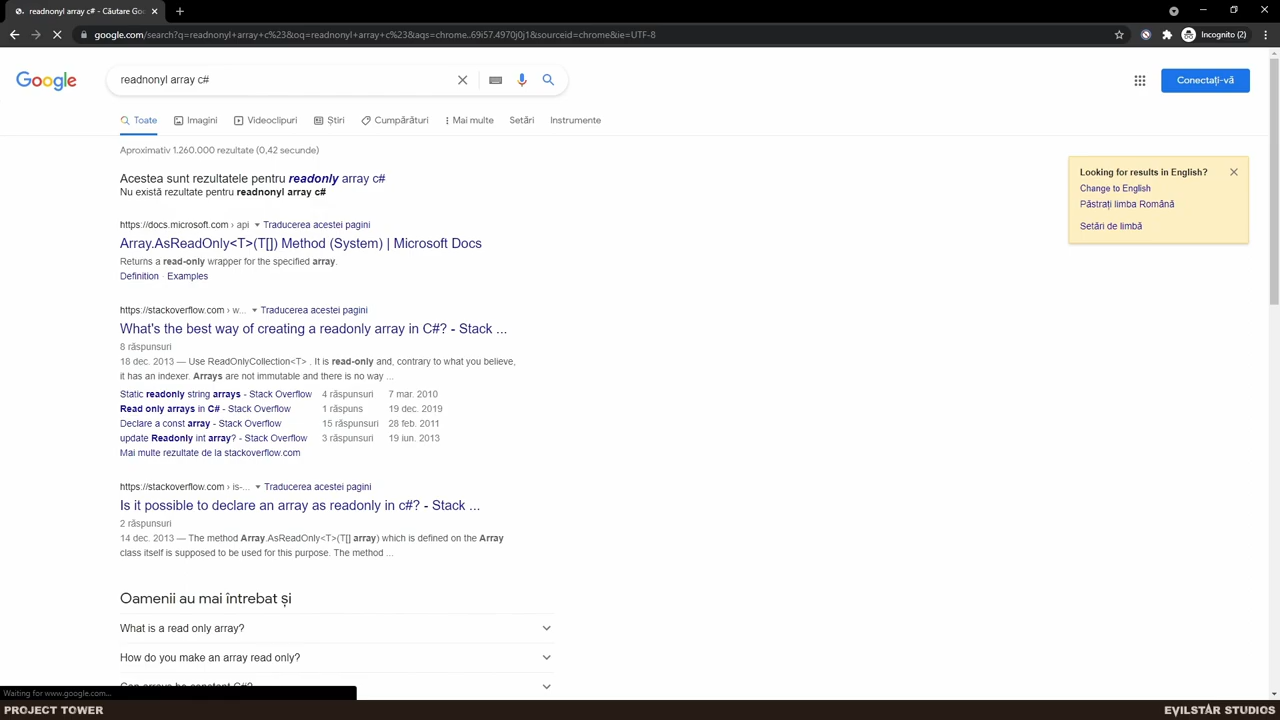 readnonyl array c# - Căutare Go
google.com/search?q=readnonyl+array+c%23&oq=readnonyl+array+c%23&aqs=chrome..69i57.4970j0j1&sourceid=chrome&ie=UTF-8
Incognito (2)
Google
readnonyl array c#
Conectați-vă
Toate
Imagini
Videoclipuri
Știri
Cumpărături
Mai multe
Setări
Instrumente
Aproximativ 1.260.000 rezultate (0,42 secunde)
Acestea sunt rezultatele pentru readonly array c#
Nu există rezultate pentru readnonyl array c#
Looking for results in English?
Change to English
Păstrați limba Română
Setări de limbă
https://docs.microsoft.com › api Traducerea acestei pagini
Array.AsReadOnly<T>(T[]) Method (System) | Microsoft Docs
Returns a read-only wrapper for the specified array.
Definition · Examples
https://stackoverflow.com › w... Traducerea acestei pagini
What's the best way of creating a readonly array in C#? - Stack ...
8 răspunsuri
18 dec. 2013 — Use ReadOnlyCollection<T> . It is read-only and, contrary to what you believe,
it has an indexer. Arrays are not immutable and there is no way ...
Static readonly string arrays - Stack Overflow 4 răspunsuri 7 mar. 2010
Read only arrays in C# - Stack Overflow 1 răspuns 19 dec. 2019
Declare a const array - Stack Overflow 15 răspunsuri 28 feb. 2011
update Readonly int array? - Stack Overflow 3 răspunsuri 19 iun. 2013
Mai multe rezultate de la stackoverflow.com
https://stackoverflow.com › is-... Traducerea acestei pagini
Is it possible to declare an array as readonly in c#? - Stack ...
2 răspunsuri
14 dec. 2013 — The method Array.AsReadOnly<T>(T[] array) which is defined on the Array
class itself is supposed to be used for this purpose. The method ...
Oamenii au mai întrebat și
What is a read only array?
How do you make an array read only?
Can arrays be constant C#?
Waiting for www.google.com...
PROJECT TOWER
EVILSTAR STUDIOS